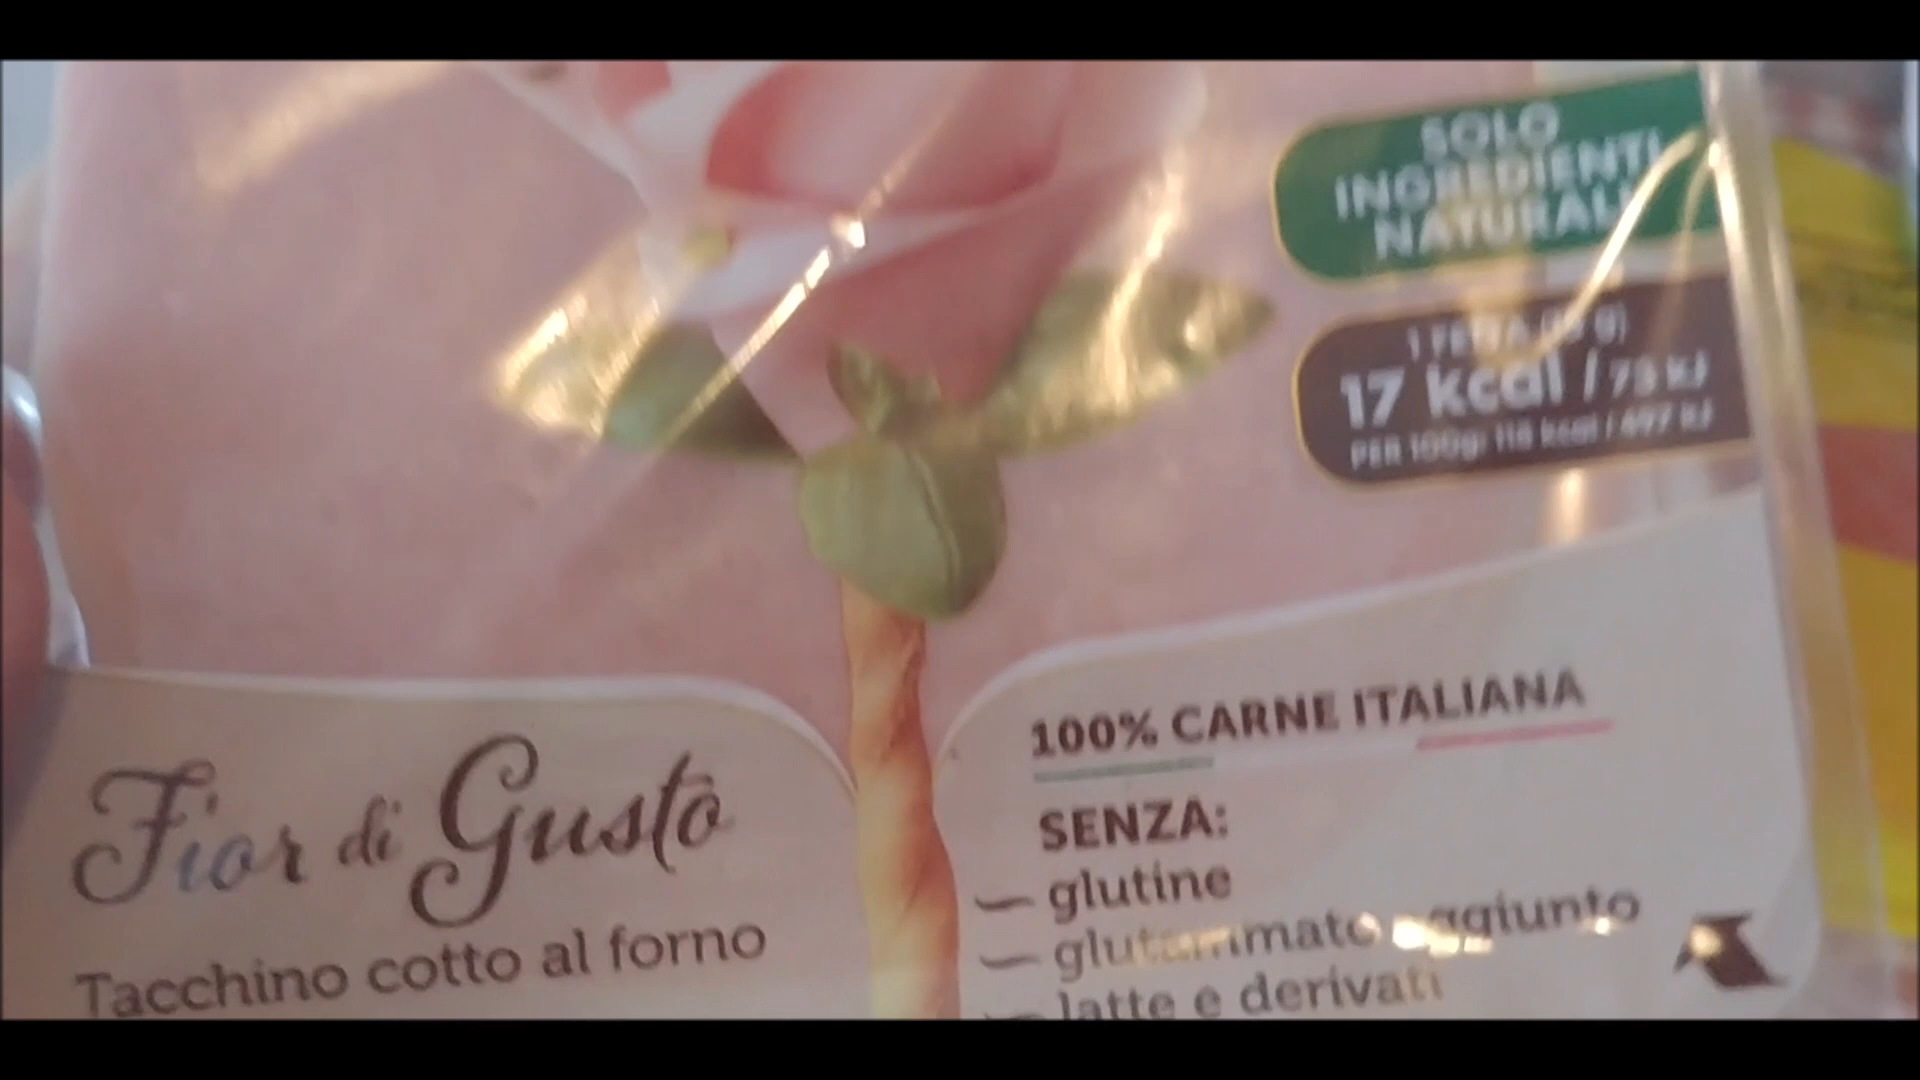 SOLO
INGREDIENTI
NATURALI
1 FETTA
17 kcal / 73 kJ
PER 100g: 118 kcal / 497 kJ
100% CARNE ITALIANA
SENZA:
— glutine
— glutammato aggiunto
— latte e derivati
Fior di Gusto
Tacchino cotto al forno